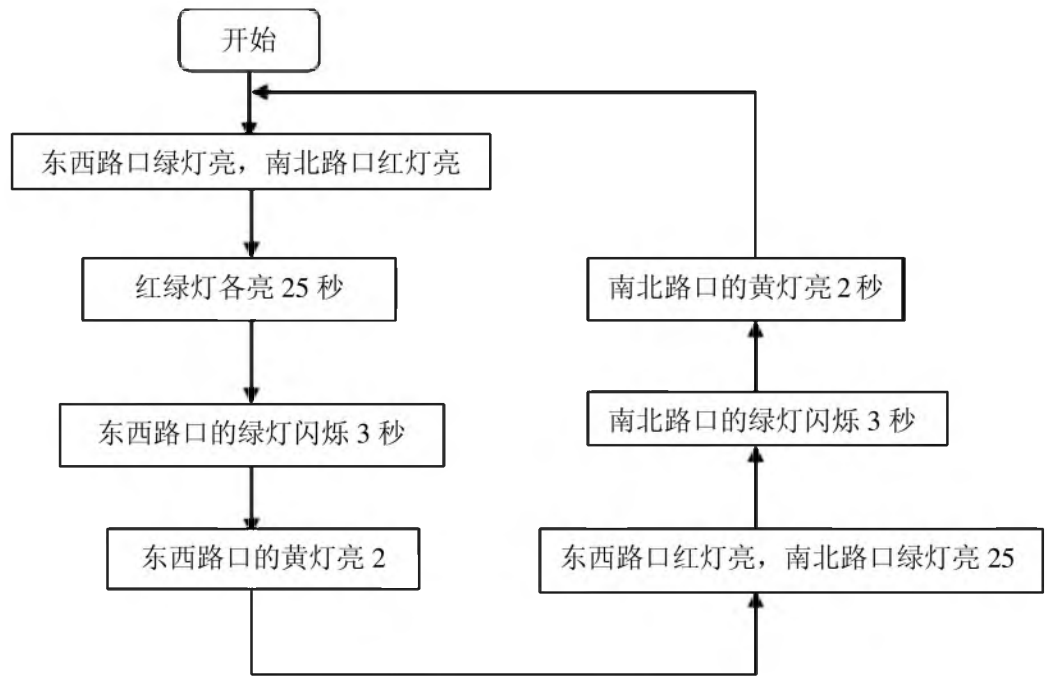 开始
东西路口绿灯亮，南北路口红灯亮
红绿灯各亮 25 秒
东西路口的绿灯闪烁 3 秒
东西路口的黄灯亮 2
东西路口红灯亮，南北路口绿灯亮 25
南北路口的绿灯闪烁 3 秒
南北路口的黄灯亮 2 秒